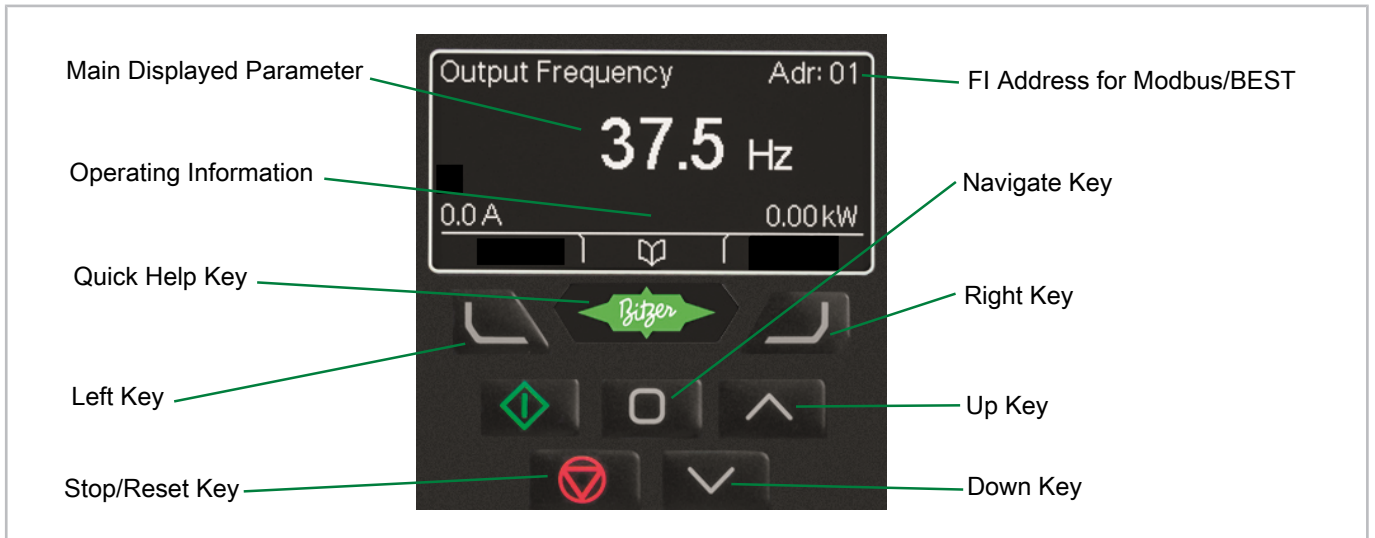 Main Displayed Parameter
Output Frequency Adr: 01
FI Address for Modbus/BEST
37.5 Hz
Operating Information
Navigate Key
0.0 A 0.00 kW
Quick Help Key
Bitzer
Right Key
Left Key
Up Key
Stop/Reset Key
Down Key